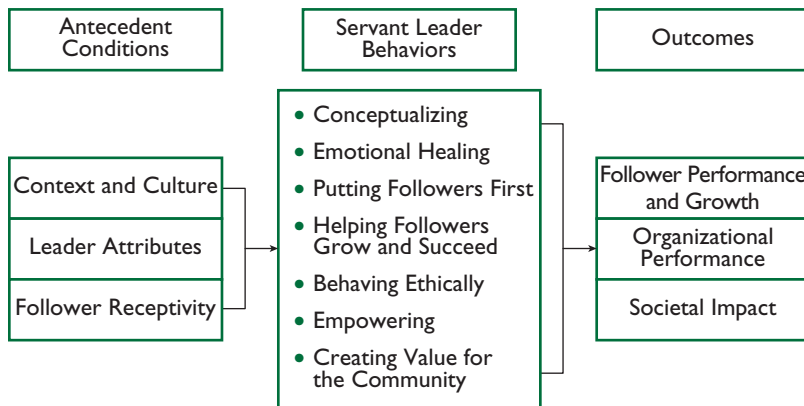 Antecedent
Conditions
Servant Leader
Behaviors
Outcomes
Context and Culture
Leader Attributes
Follower Receptivity
• Conceptualizing
• Emotional Healing
• Putting Followers First
• Helping Followers
Grow and Succeed
• Behaving Ethically
• Empowering
• Creating Value for
the Community
Follower Performance
and Growth
Organizational
Performance
Societal Impact